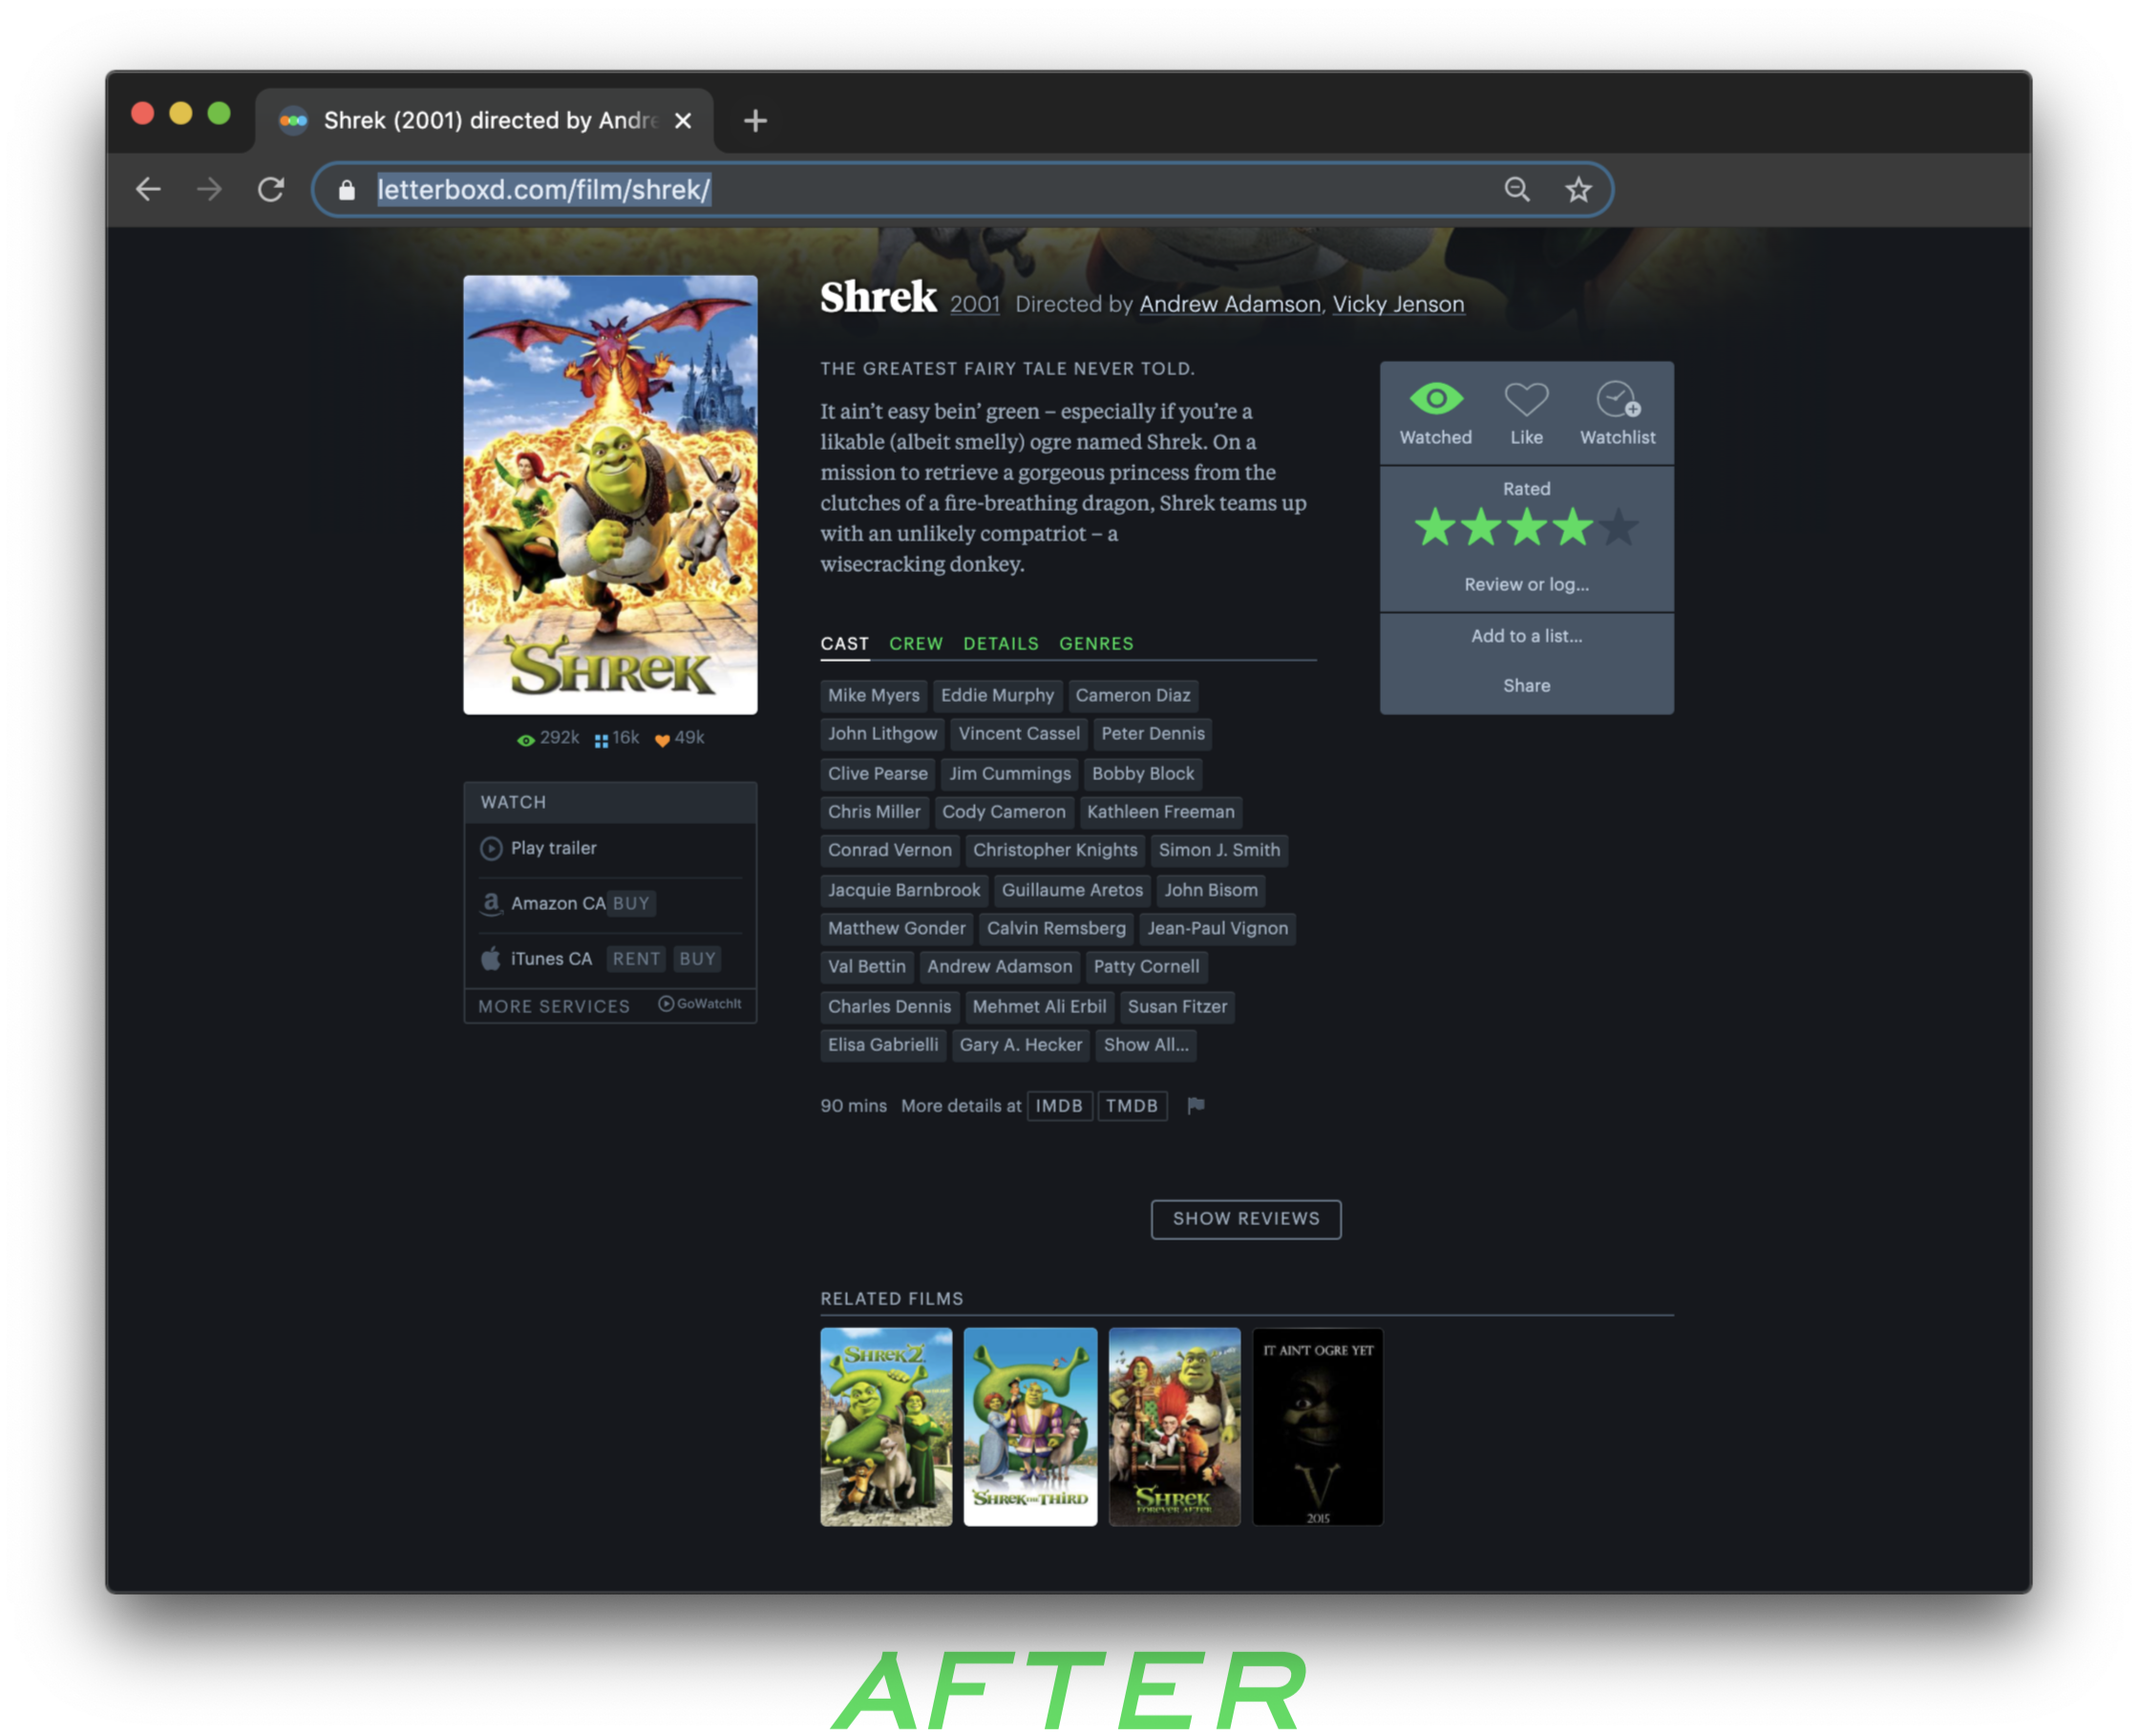 Shrek (2001) directed by Andre
letterboxd.com/film/shrek/
Shrek 2001 Directed by Andrew Adamson, Vicky Jenson
THE GREATEST FAIRY TALE NEVER TOLD.
It ain’t easy bein’ green – especially if you’re a
likable (albeit smelly) ogre named Shrek. On a
mission to retrieve a gorgeous princess from the
clutches of a fire-breathing dragon, Shrek teams up
with an unlikely compatriot – a
wisecracking donkey.
Watched Like Watchlist
Rated
Review or log...
Add to a list...
Share
SHREK
292k 16k 49k
WATCH
Play trailer
Amazon CA BUY
iTunes CA RENT BUY
MORE SERVICES GoWatchIt
CAST CREW DETAILS GENRES
Mike Myers Eddie Murphy Cameron Diaz
John Lithgow Vincent Cassel Peter Dennis
Clive Pearse Jim Cummings Bobby Block
Chris Miller Cody Cameron Kathleen Freeman
Conrad Vernon Christopher Knights Simon J. Smith
Jacquie Barnbrook Guillaume Aretos John Bisom
Matthew Gonder Calvin Remsberg Jean-Paul Vignon
Val Bettin Andrew Adamson Patty Cornell
Charles Dennis Mehmet Ali Erbil Susan Fitzer
Elisa Gabrielli Gary A. Hecker Show All...
90 mins More details at IMDB TMDB
SHOW REVIEWS
RELATED FILMS
SHREK 2
SHREK THE THIRD
SHREK
FOREVER AFTER
IT AIN'T OGRE YET
V
2015
AFTER